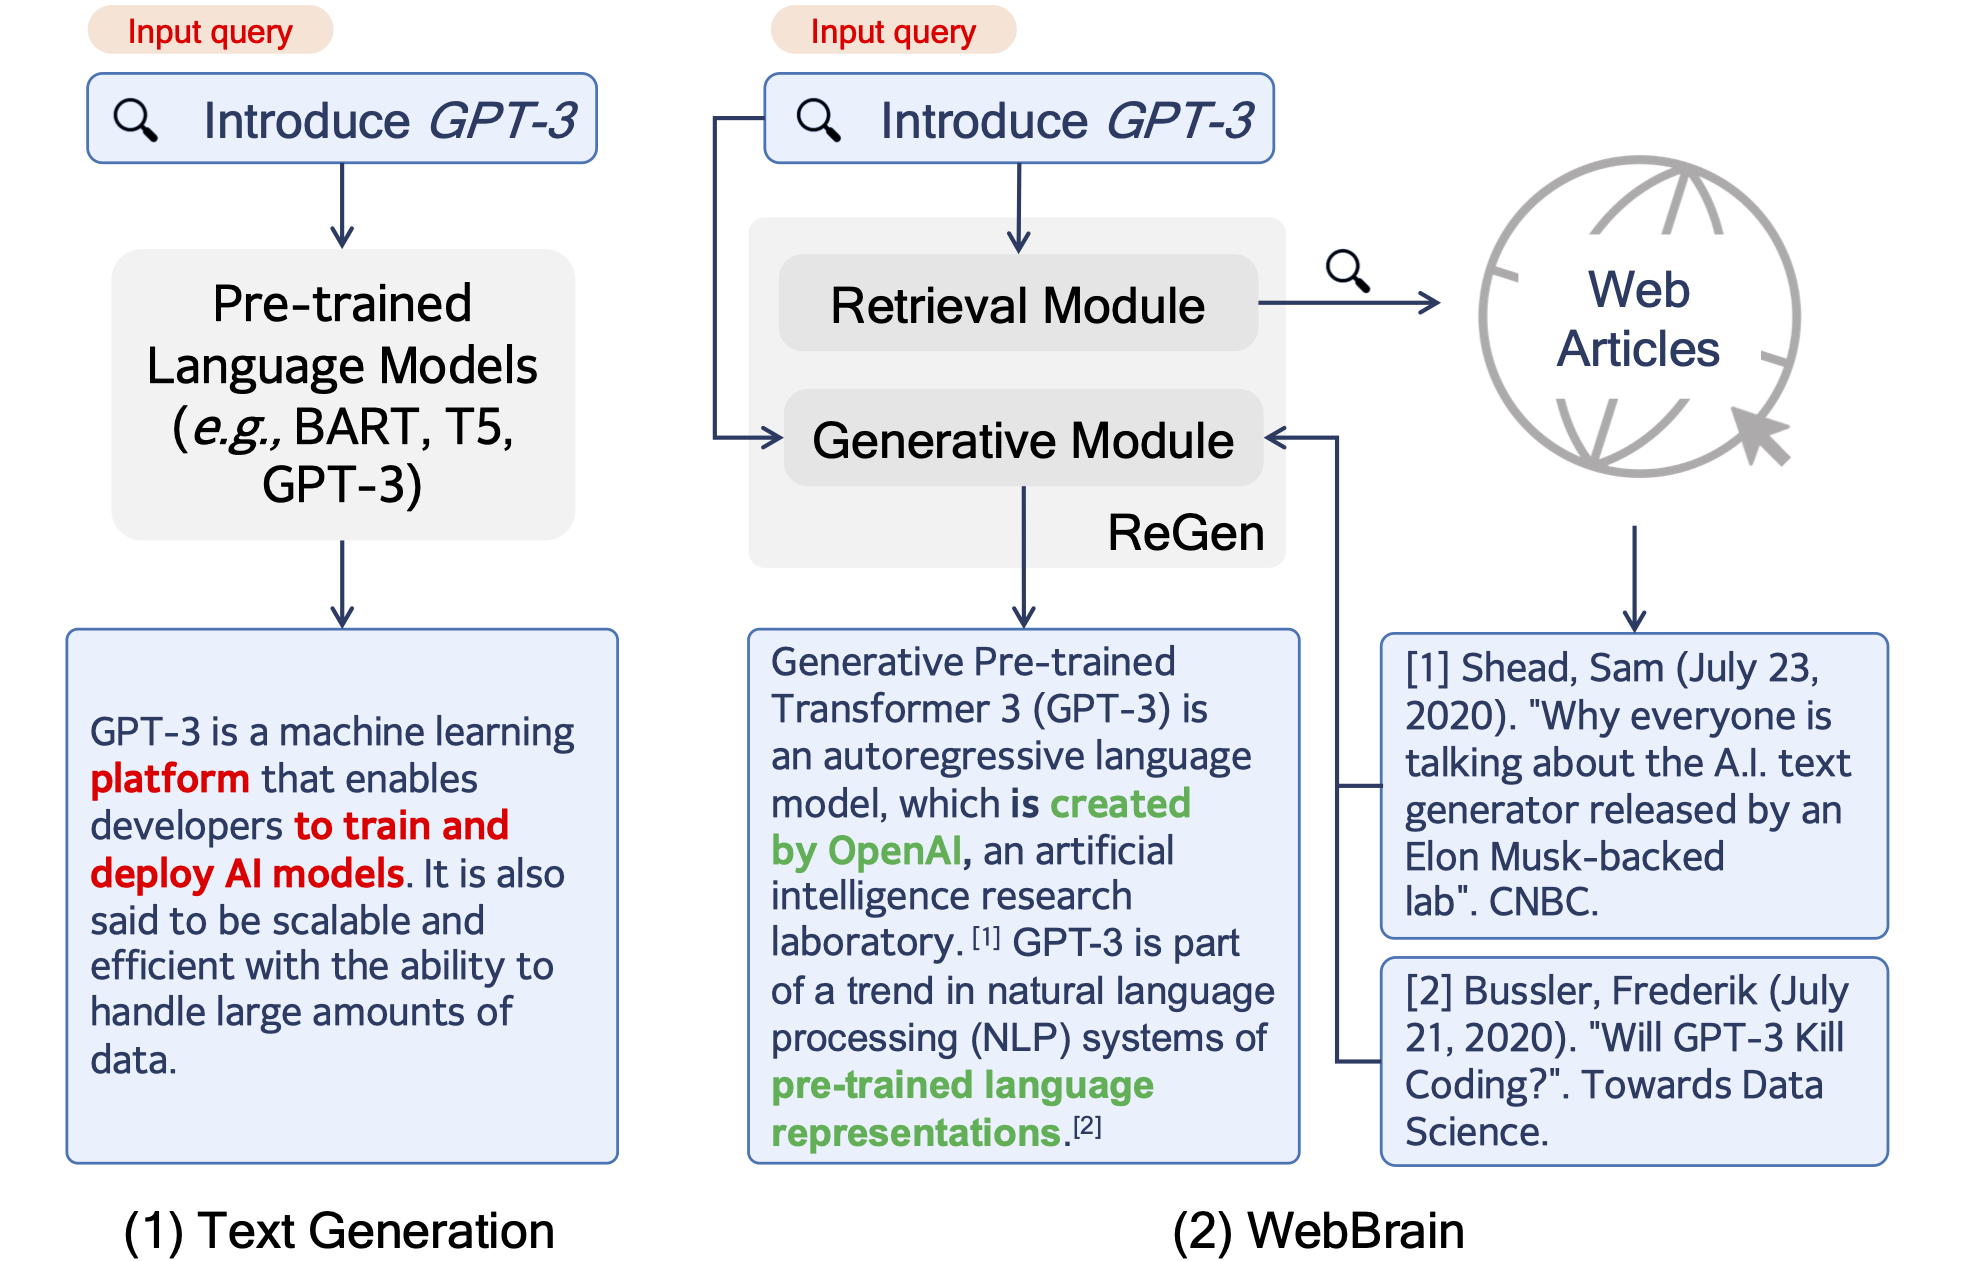 Input query
Introduce GPT-3
Pre-trained
Language Models
(e.g., BART, T5,
GPT-3)
GPT-3 is a machine learning
platform that enables
developers to train and
deploy AI models. It is also
said to be scalable and
efficient with the ability to
handle large amounts of
data.
(1) Text Generation
Input query
Introduce GPT-3
Retrieval Module
Generative Module
ReGen
Web
Articles
Generative Pre-trained
Transformer 3 (GPT-3) is
an autoregressive language
model, which is created
by OpenAI, an artificial
intelligence research
laboratory. [1] GPT-3 is part
of a trend in natural language
processing (NLP) systems of
pre-trained language
representations.[2]
[1] Shead, Sam (July 23,
2020). "Why everyone is
talking about the A.I. text
generator released by an
Elon Musk-backed
lab". CNBC.
[2] Bussler, Frederik (July
21, 2020). "Will GPT-3 Kill
Coding?". Towards Data
Science.
(2) WebBrain